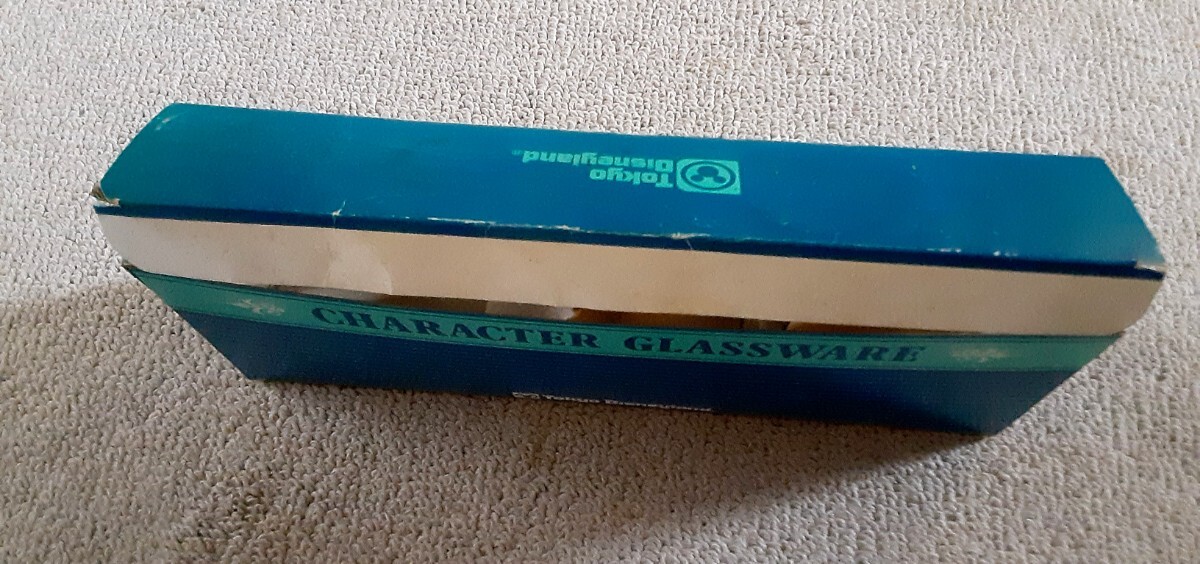 Tokyo
Disneyland®
CHARACTER GLASSWARE